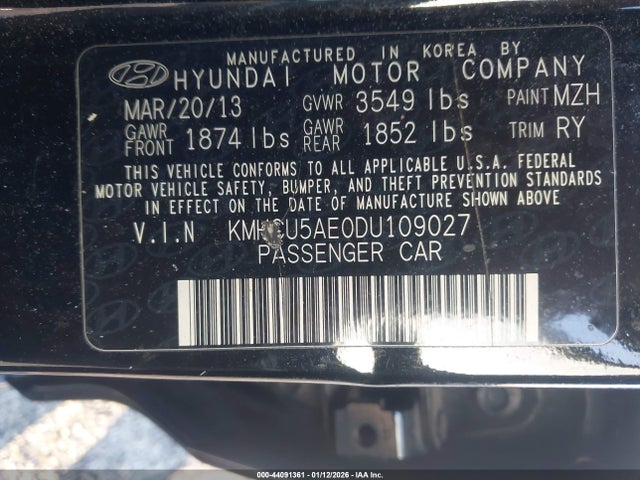 MANUFACTURED IN KOREA BY
HYUNDAI MOTOR COMPANY
MAR/20/13 GVWR 3549 lbs PAINT MZH
GAWR FRONT 1874 lbs GAWR REAR 1852 lbs TRIM RY
THIS VEHICLE CONFORMS TO ALL APPLICABLE U.S.A. FEDERAL
MOTOR VEHICLE SAFETY, BUMPER, AND THEFT PREVENTION STANDARDS
IN EFFECT ON THE DATE OF MANUFACTURE SHOWN ABOVE
V.I.N KMHCU5AE0DU109027
PASSENGER CAR
000-44091361 - 01/12/2026 - IAA Inc.